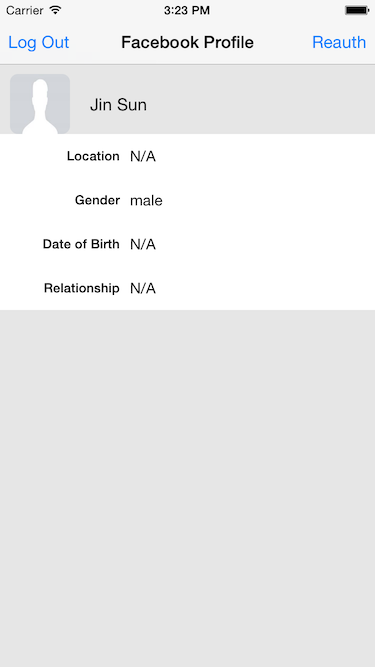 Carrier 3:23 PM
Log Out Facebook Profile Reauth
Jin Sun
Location N/A
Gender male
Date of Birth N/A
Relationship N/A